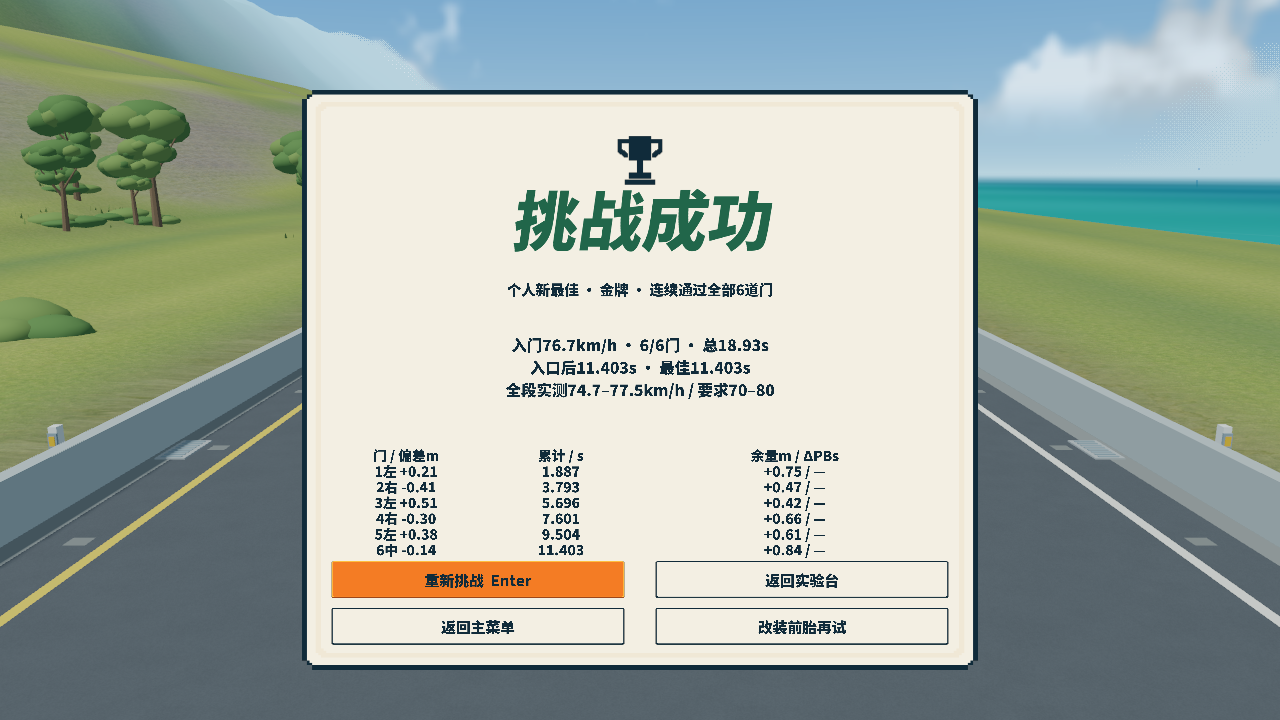 挑战成功
个人新最佳 · 金牌 · 连续通过全部6道门
入门76.7km/h · 6/6门 · 总18.93s
入口后11.403s · 最佳11.403s
全段实测74.7–77.5km/h / 要求70–80
门 / 偏差m 累计 / s 余量m / ΔPBs
1左 +0.21 1.887 +0.75 / —
2右 -0.41 3.793 +0.47 / —
3左 +0.51 5.696 +0.42 / —
4右 -0.30 7.601 +0.66 / —
5左 +0.38 9.504 +0.61 / —
6中 -0.14 11.403 +0.84 / —
重新挑战 Enter 返回实验台
返回主菜单 改装前胎再试